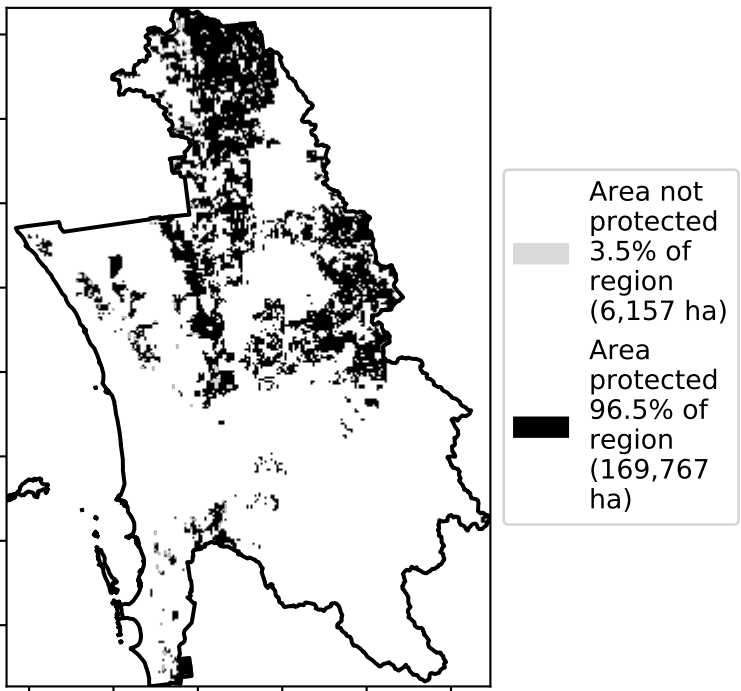 Area not
protected
3.5% of
region
(6,157 ha)
Area
protected
96.5% of
region
(169,767
ha)